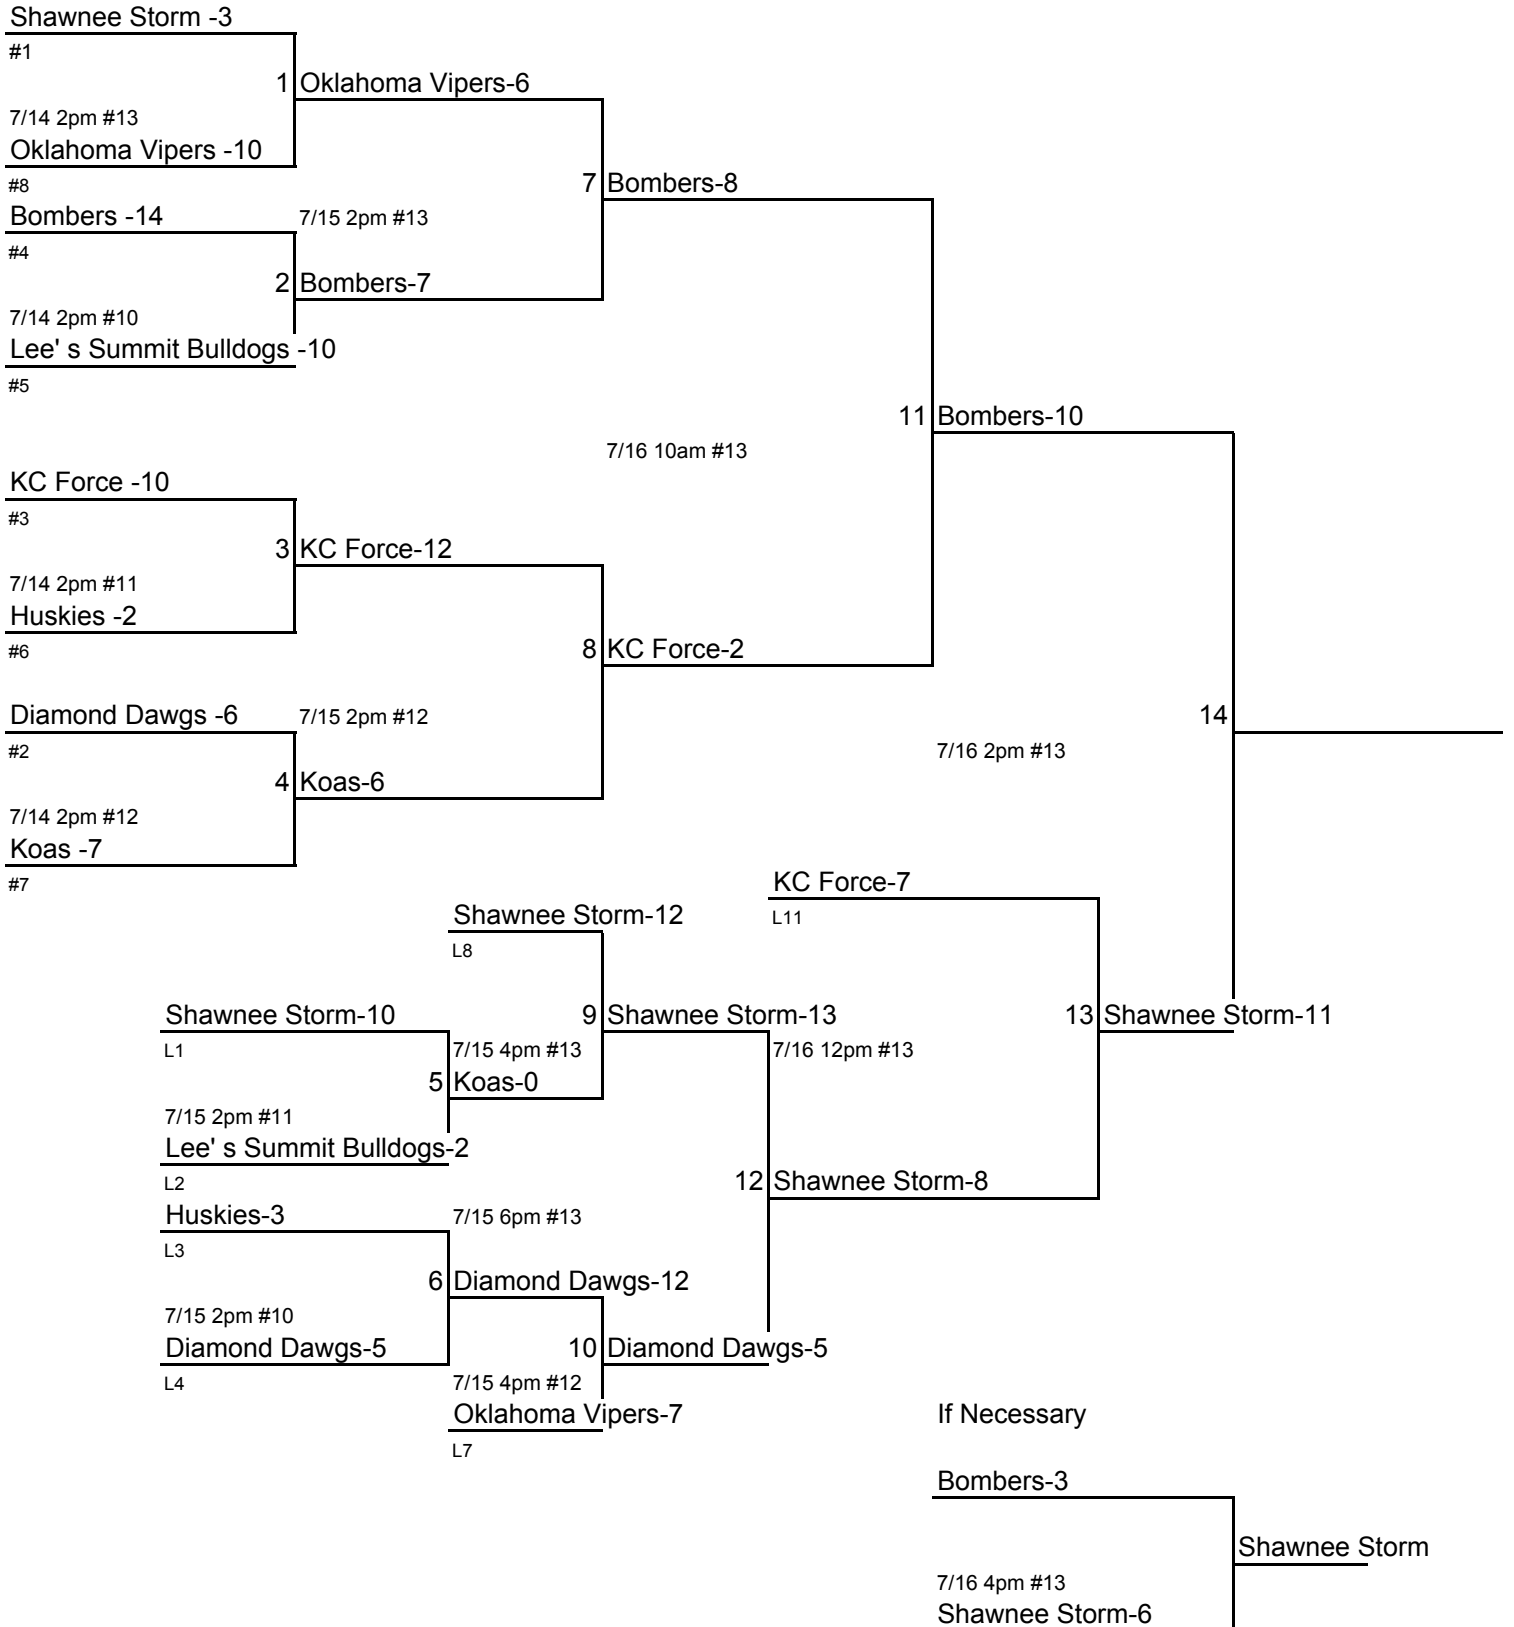 Shawnee Storm -3
#1
1 Oklahoma Vipers-6
7/14 2pm #13
Oklahoma Vipers -10
#8
7 Bombers-8
Bombers -14
7/15 2pm #13
#4
2 Bombers-7
7/14 2pm #10
Lee' s Summit Bulldogs -10
#5
11 Bombers-10
7/16 10am #13
KC Force -10
#3
3 KC Force-12
7/14 2pm #11
Huskies -2
#6
8 KC Force-2
Diamond Dawgs -6
7/15 2pm #12
14
#2
7/16 2pm #13
4 Koas-6
7/14 2pm #12
Koas -7
#7
KC Force-7
Shawnee Storm-12
L11
L8
Shawnee Storm-10
9 Shawnee Storm-13
13 Shawnee Storm-11
L1
7/15 4pm #13
7/16 12pm #13
5 Koas-0
7/15 2pm #11
Lee' s Summit Bulldogs-2
L2
12 Shawnee Storm-8
Huskies-3
7/15 6pm #13
L3
6 Diamond Dawgs-12
7/15 2pm #10
Diamond Dawgs-5
10 Diamond Dawgs-5
L4
7/15 4pm #12
Oklahoma Vipers-7
If Necessary
L7
Bombers-3
Shawnee Storm
7/16 4pm #13
Shawnee Storm-6